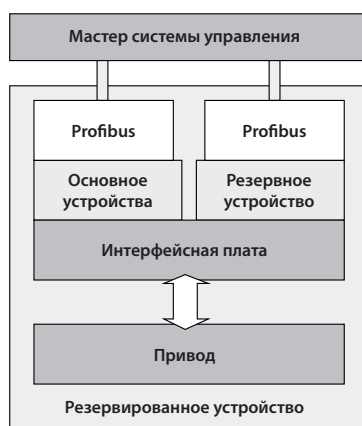 Мастер системы управления
Profibus
Profibus
Основное
устройства
Резервное
устройство
Интерфейсная плата
Привод
Резервированное устройство